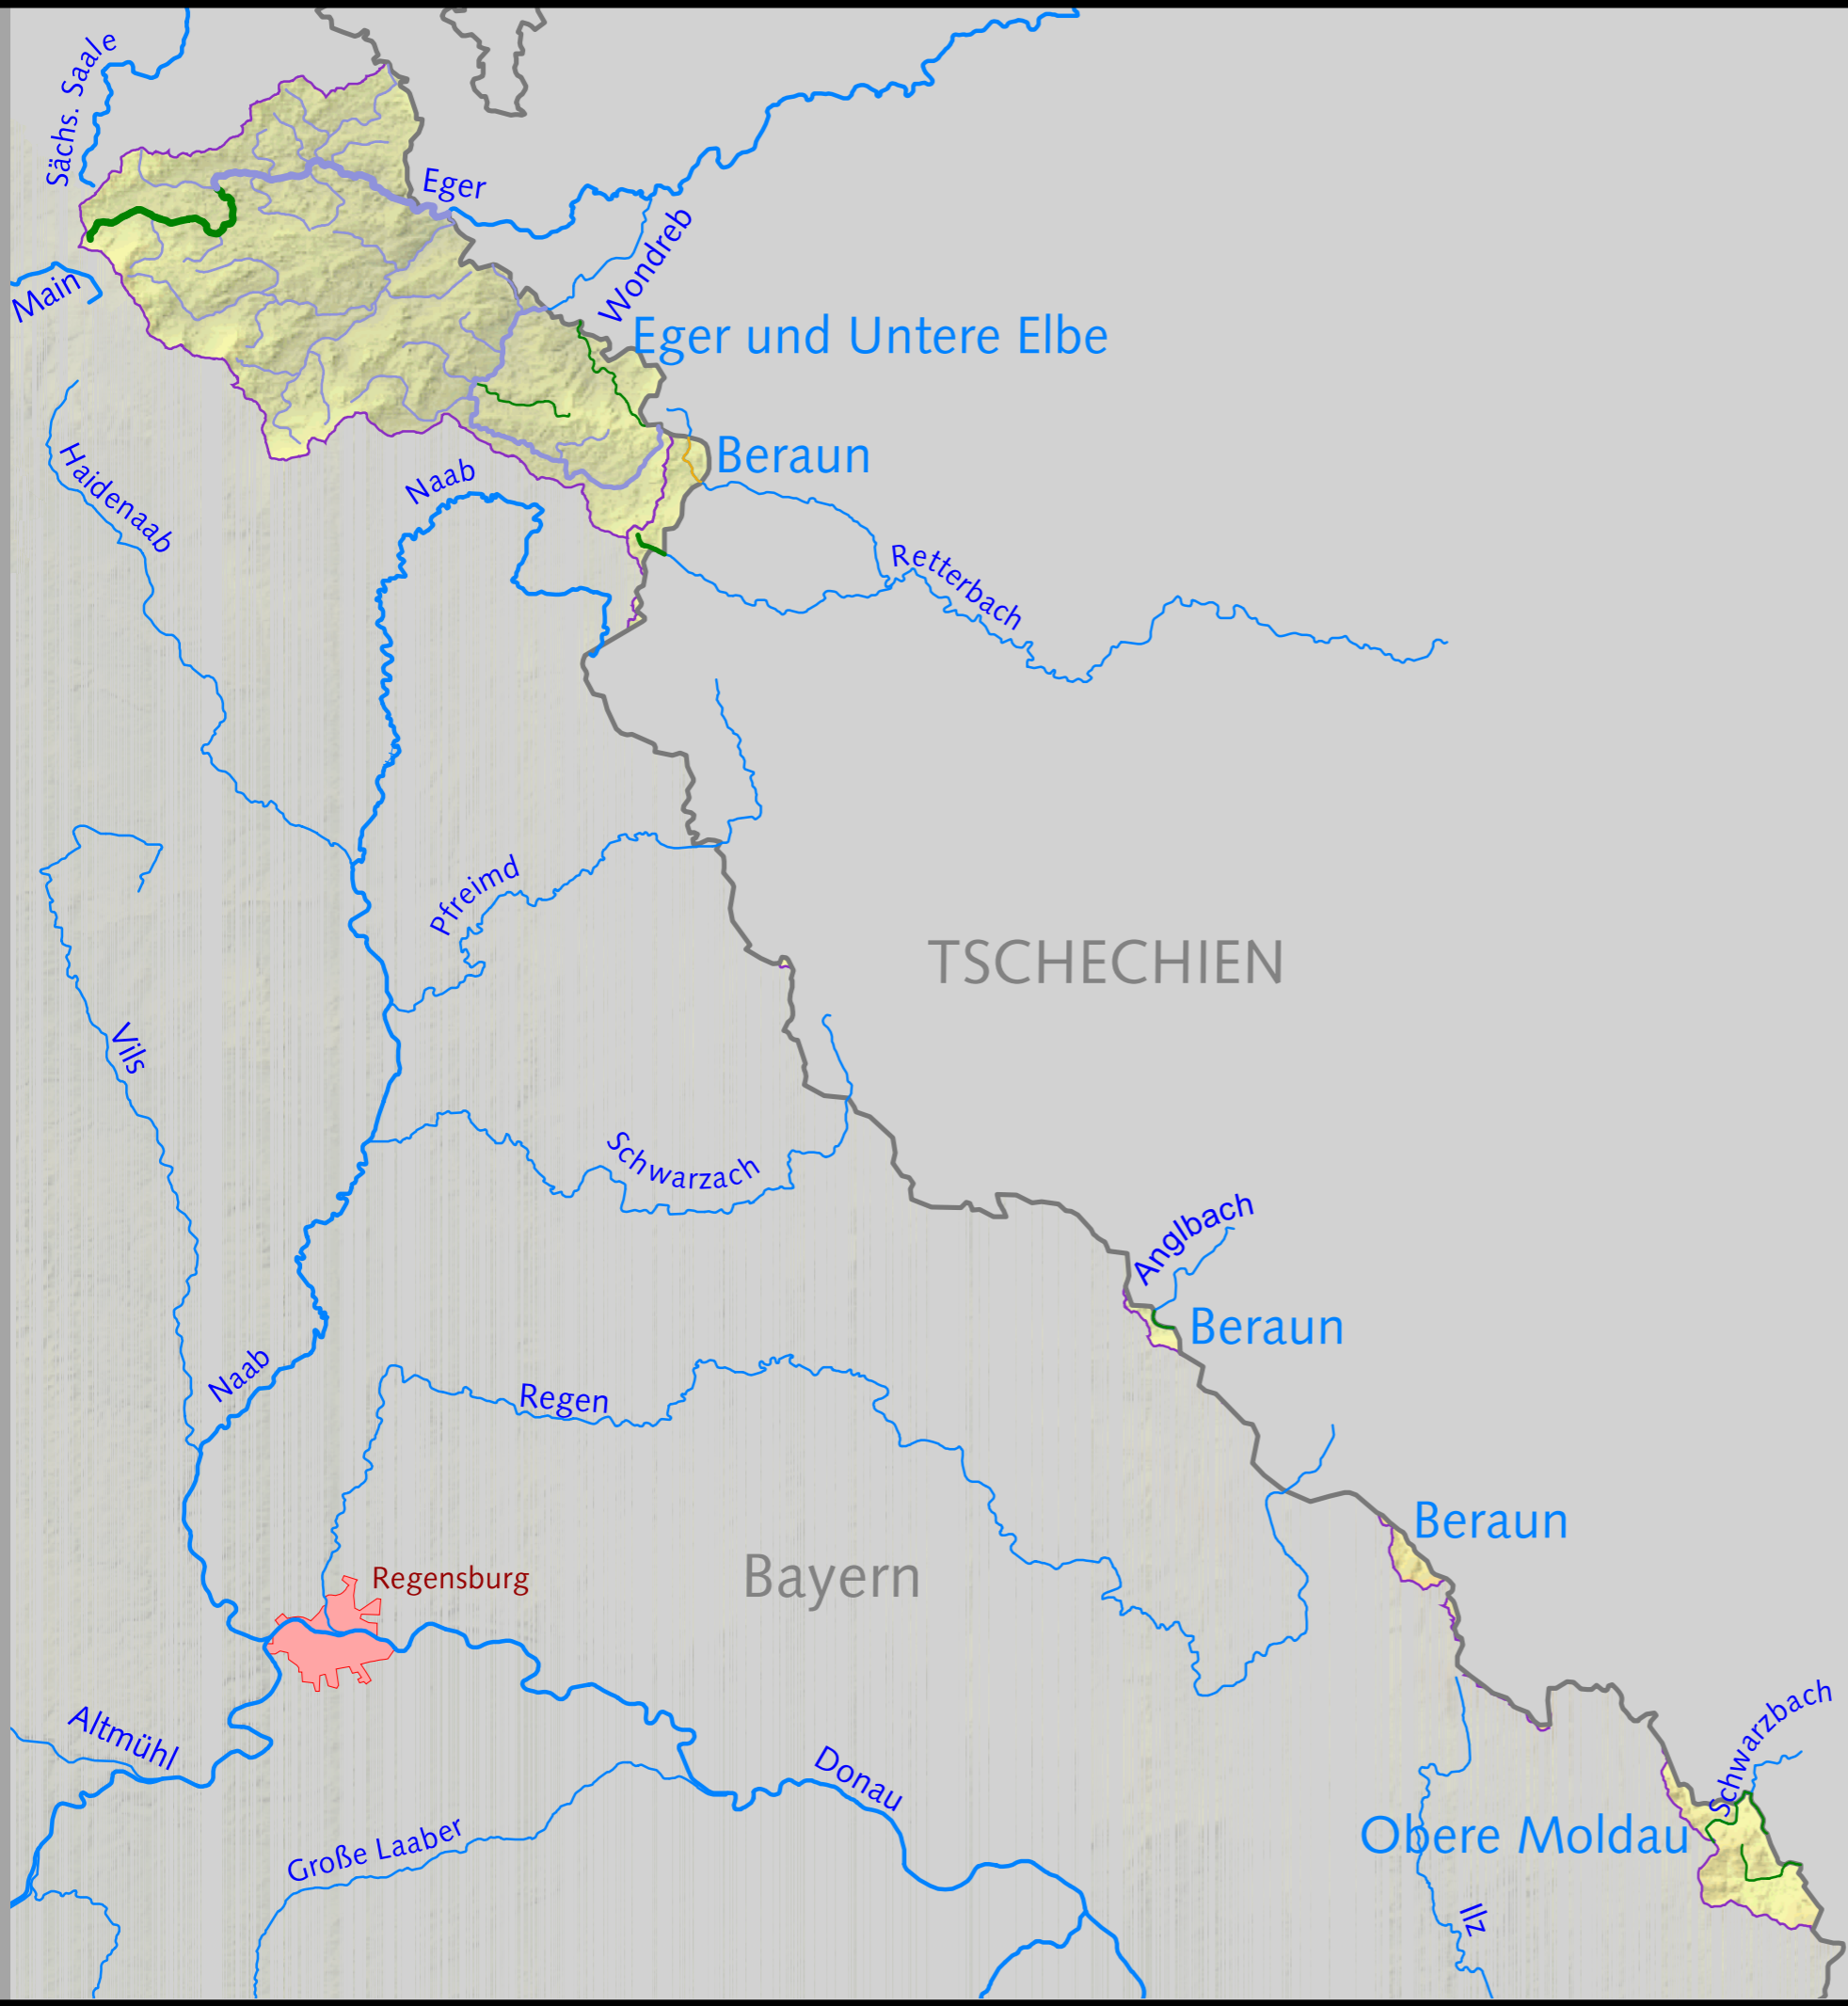 Sächs. Saale
Eger
Wondreb
Main
Eger und Untere Elbe
Beraun
Haidenaab
Naab
Retterbach
Pfreimd
TSCHECHIEN
Vils
Schwarzach
Anglbach
Beraun
Naab
Regen
Beraun
Bayern
Regensburg
Schwarzbach
Altmühl
Donau
Große Laaber
Obere Moldau
Ilz